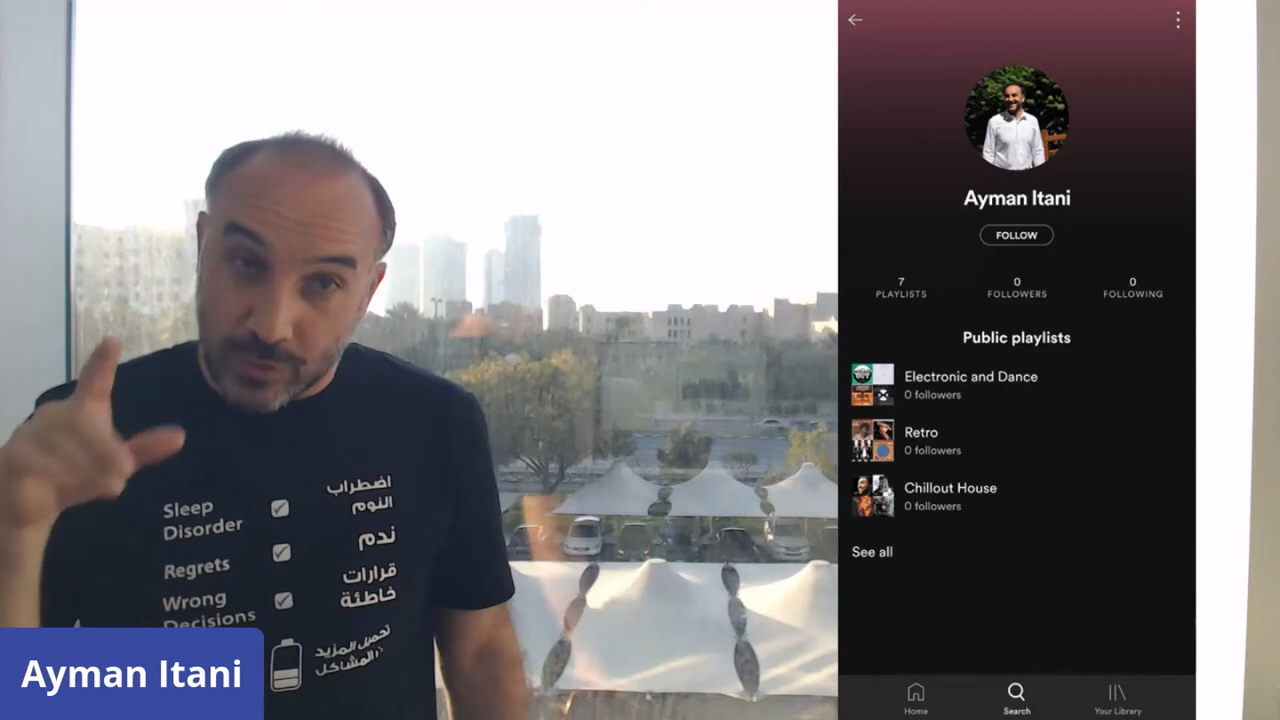 Sleep
Disorder
اضطراب
النوم
Regrets
ندم
Wrong
Decisions
قرارات
خاطئة
تحميل المزيد
المشاكل
Ayman Itani
Ayman Itani
FOLLOW
7
PLAYLISTS
0
FOLLOWERS
0
FOLLOWING
Public playlists
Electronic and Dance
0 followers
Retro
0 followers
Chillout House
0 followers
See all
Home
Search
Your Library